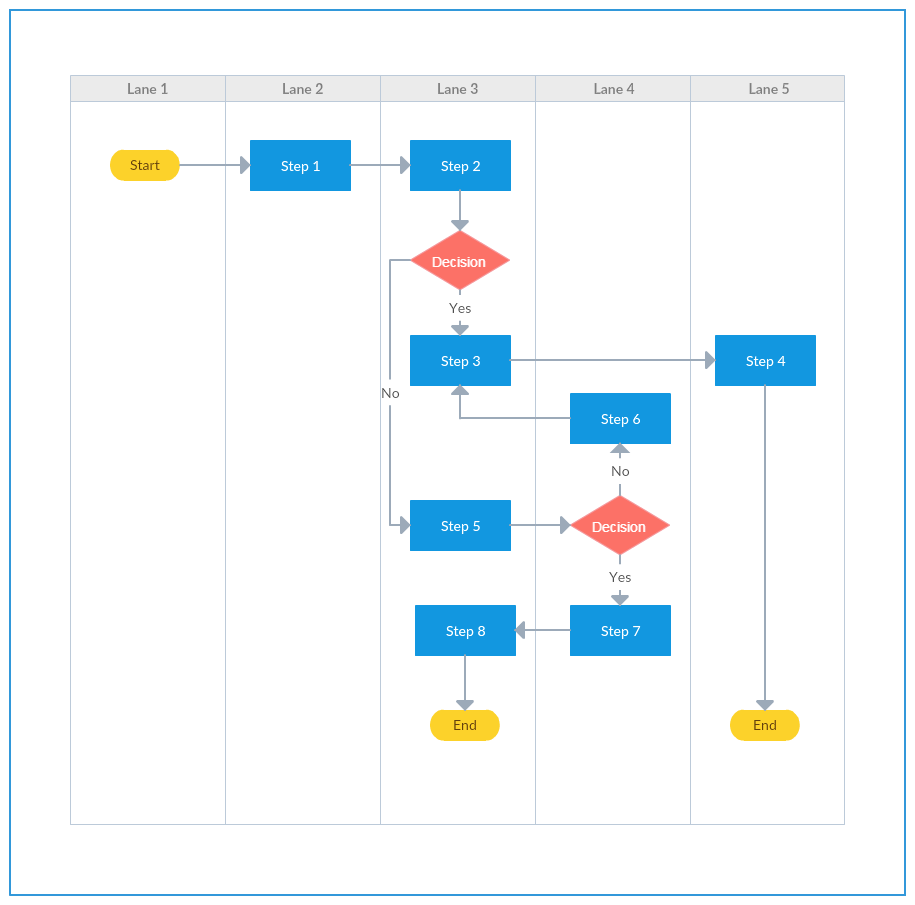 Lane 1 Lane 2 Lane 3 Lane 4 Lane 5
Start Step 1 Step 2
Decision
Yes
Step 3 Step 4
No
Step 6
No
Step 5 Decision
Yes
Step 8 Step 7
End End